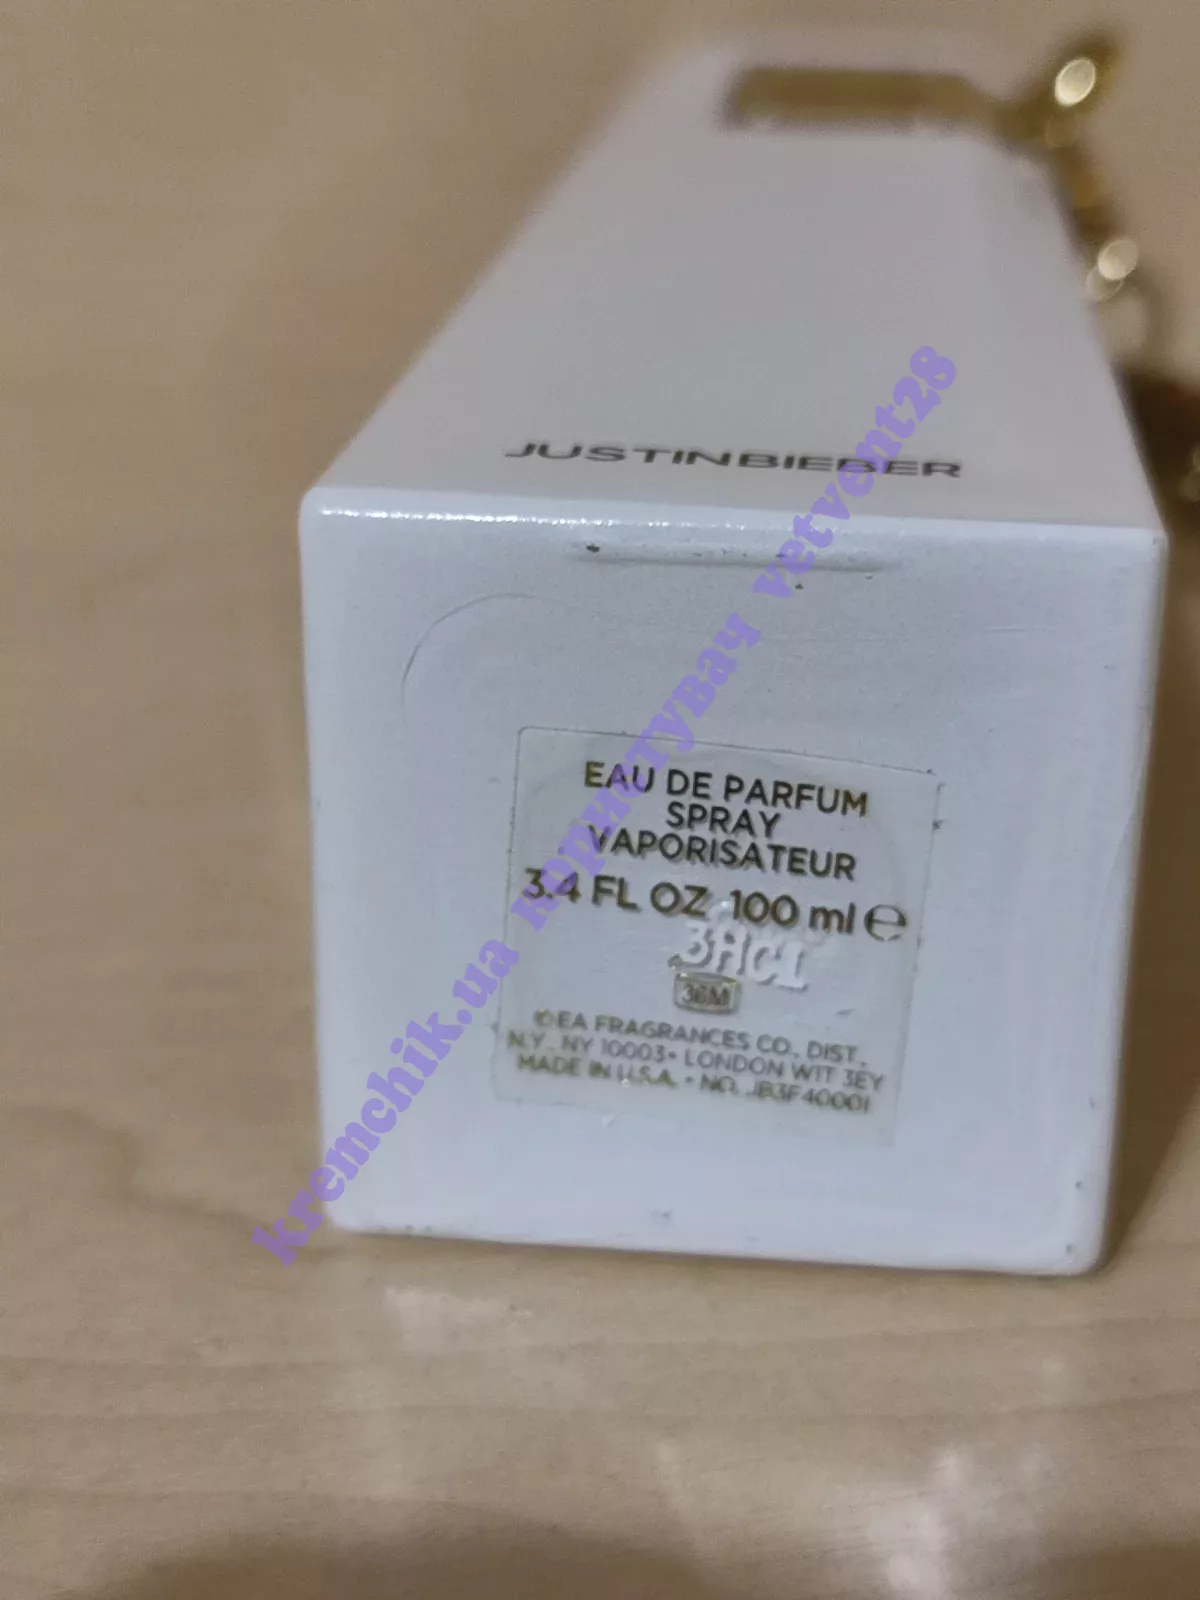 JUSTINBIEBER
EAU DE PARFUM
SPRAY
VAPORISATEUR
3.4 FL OZ 100 ml ℮
3HC1
36M
© EA FRAGRANCES CO., DIST.,
N.Y., NY 10003 • LONDON W1T 3EY
MADE IN U.S.A. • NO. JB3F40001
kremchik.ua користувач vetvent28